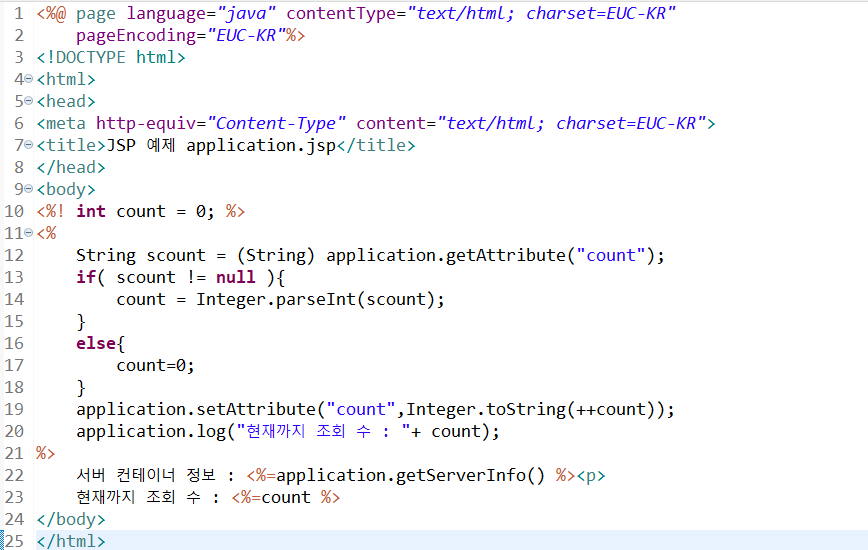 1 <%@ page language="java" contentType="text/html; charset=EUC-KR"
2     pageEncoding="EUC-KR"%>
3 <!DOCTYPE html>
4 <html>
5 <head>
6 <meta http-equiv="Content-Type" content="text/html; charset=EUC-KR">
7 <title>JSP 예제 application.jsp</title>
8 </head>
9 <body>
10 <%! int count = 0; %>
11 <%
12     String scount = (String) application.getAttribute("count");
13     if( scount != null ){
14         count = Integer.parseInt(scount);
15     }
16     else{
17         count=0;
18     }
19     application.setAttribute("count",Integer.toString(++count));
20     application.log("현재까지 조회 수 : "+ count);
21 %>
22     서버 컨테이너 정보 : <%=application.getServerInfo() %><p>
23     현재까지 조회 수 : <%=count %>
24 </body>
25 </html>